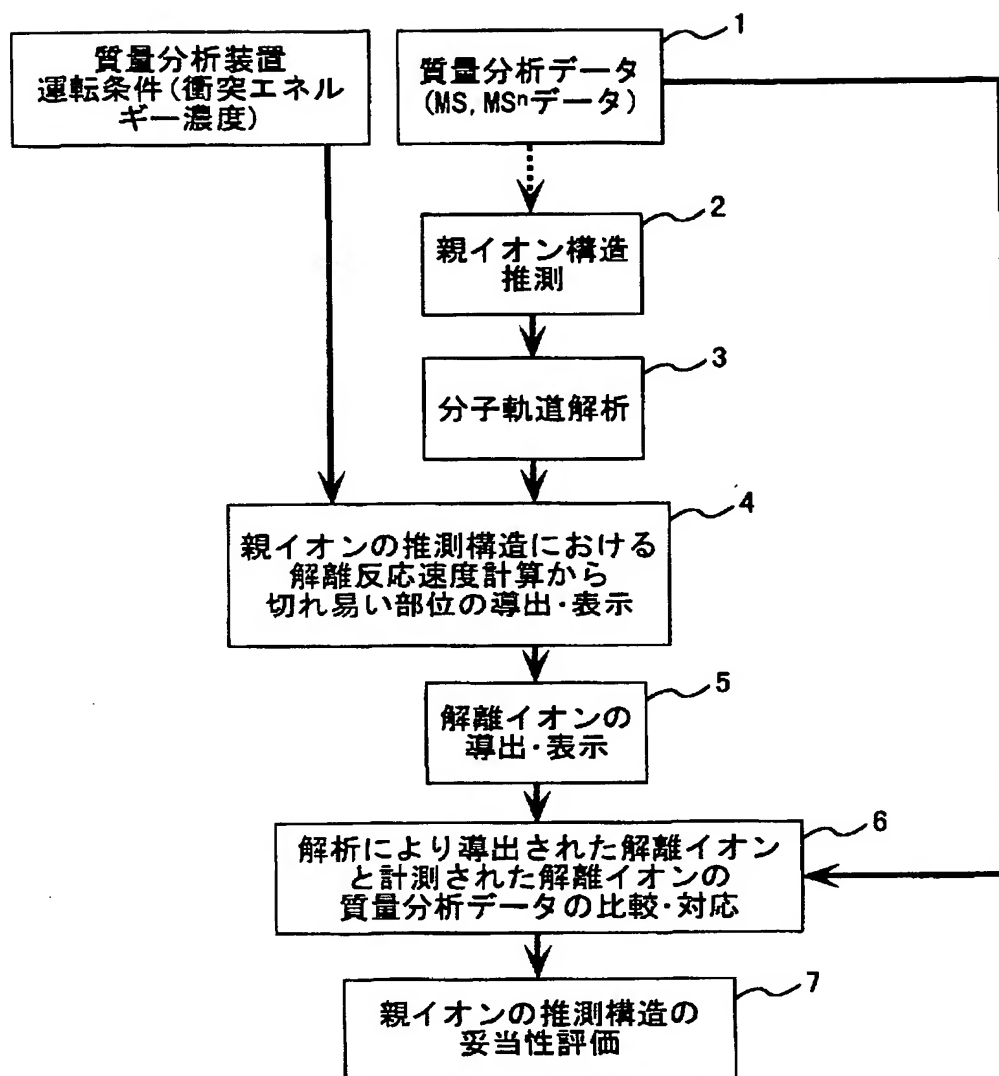 1
質量分析装置
運転条件(衝突エネル
ギー濃度)
質量分析データ
(MS, MSⁿデータ)
2
親イオン構造
推測
3
分子軌道解析
4
親イオンの推測構造における
解離反応速度計算から
切れ易い部位の導出・表示
5
解離イオンの
導出・表示
6
解析により導出された解離イオン
と計測された解離イオンの
質量分析データの比較・対応
7
親イオンの推測構造の
妥当性評価